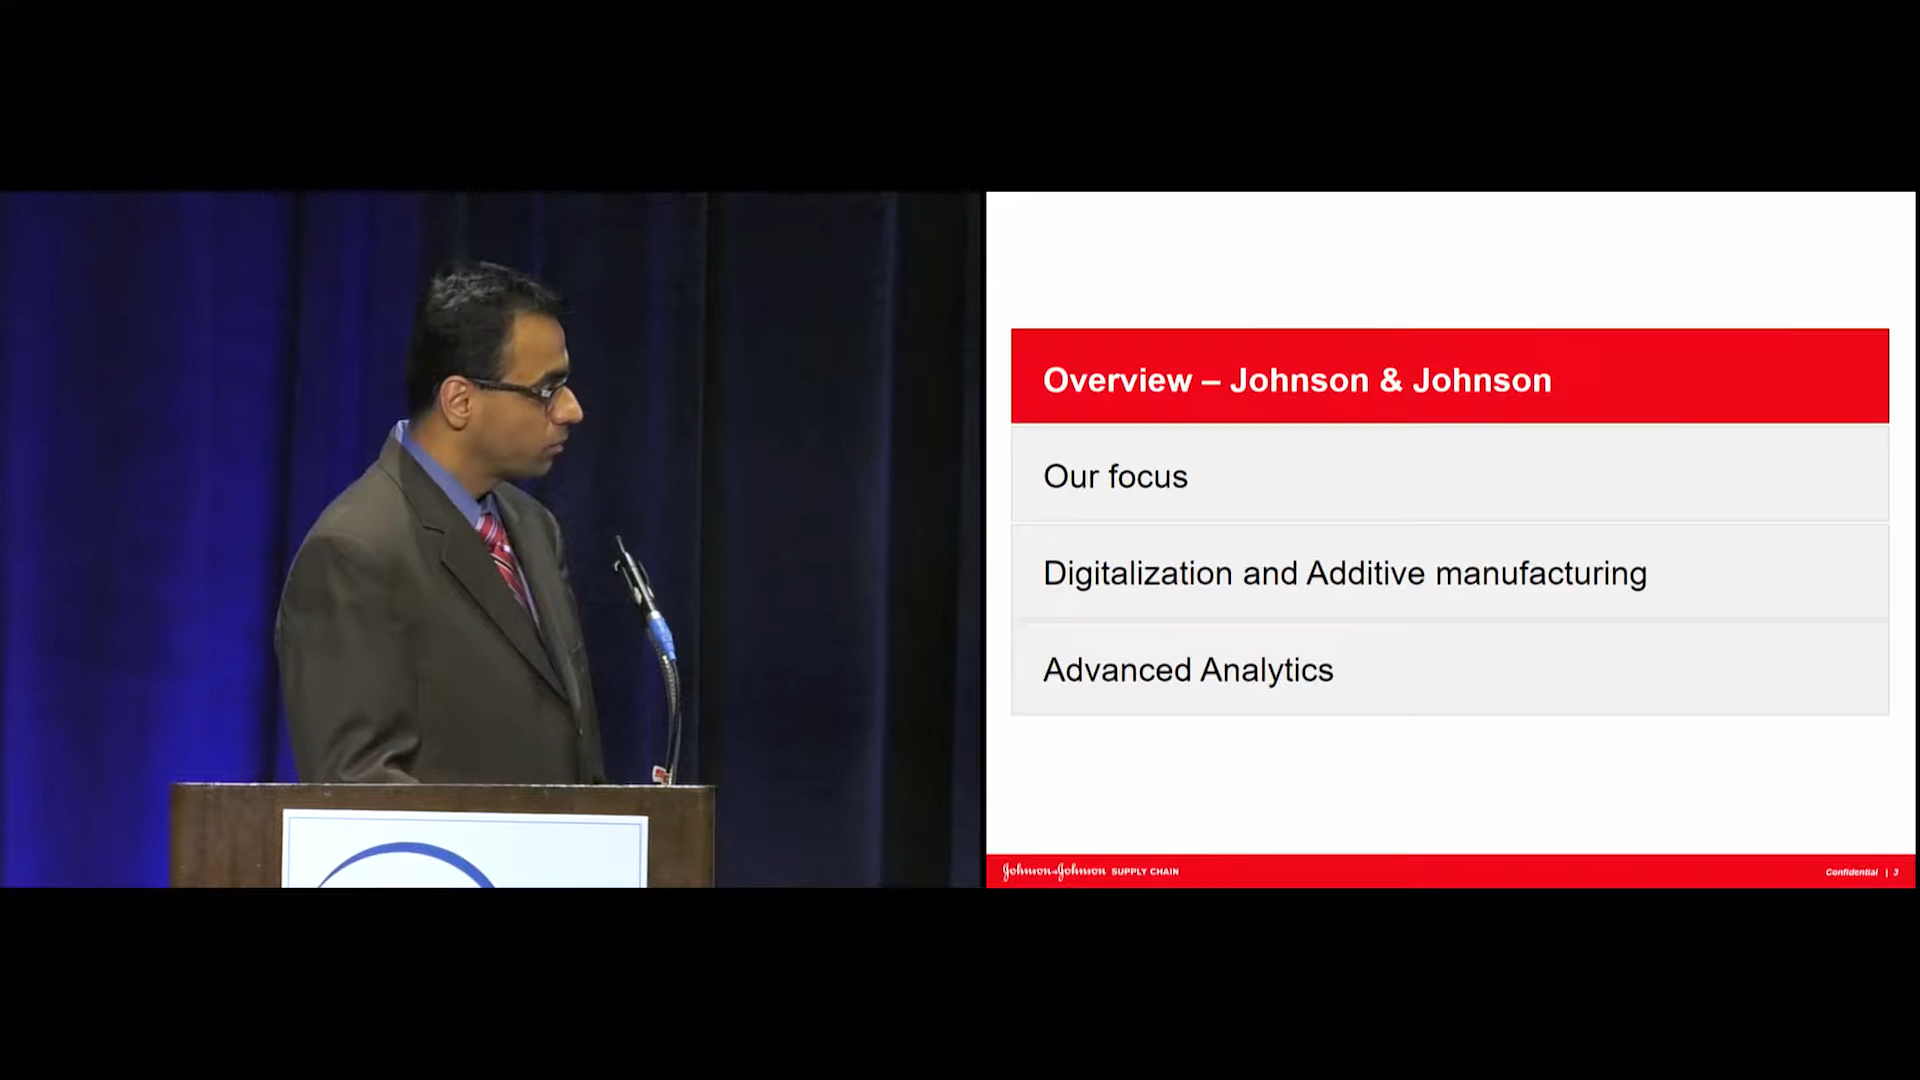 Overview – Johnson & Johnson
Our focus
Digitalization and Additive manufacturing
Advanced Analytics
Johnson & Johnson SUPPLY CHAIN
Confidential | 3